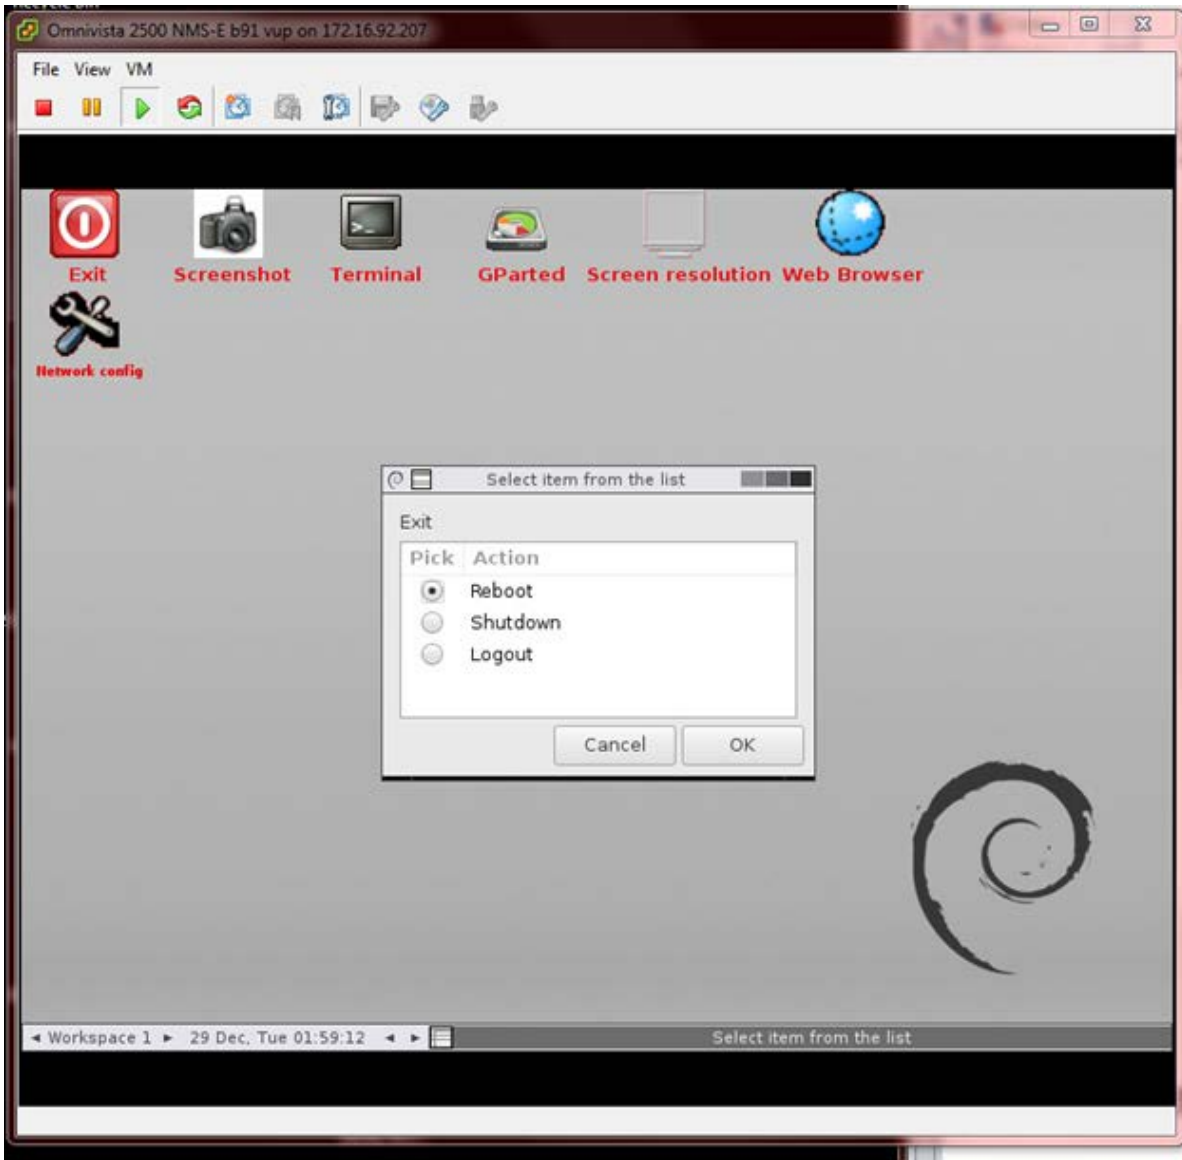 Recycle Bin
Omnivista 2500 NMS-E b91 vup on 172.16.92.207
File View VM
Exit Screenshot Terminal GParted Screen resolution Web Browser
Network config
Select item from the list
Exit
Pick Action
Reboot
Shutdown
Logout
Cancel OK
Workspace 1 29 Dec, Tue 01:59:12 Select item from the list